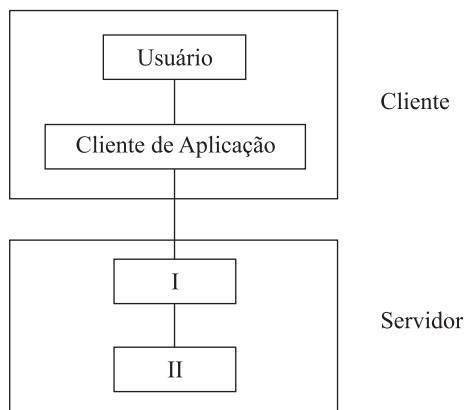 Usuário
Cliente de Aplicação
Cliente
I
Servidor
II